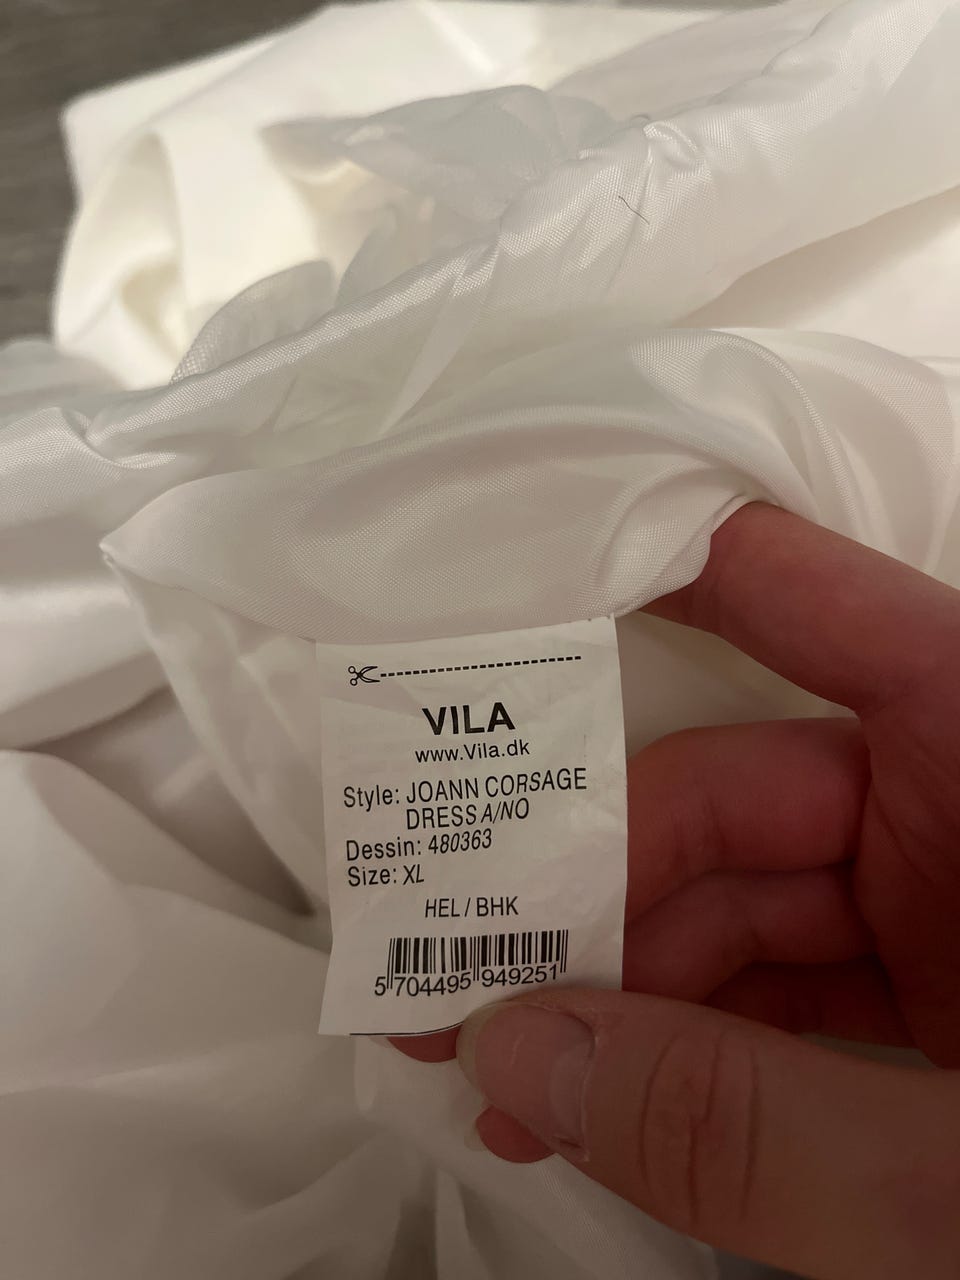 VILA
www.Vila.dk
Style: JOANN CORSAGE
DRESS A/NO
Dessin: 480363
Size: XL
HEL / BHK
5 704495 949251